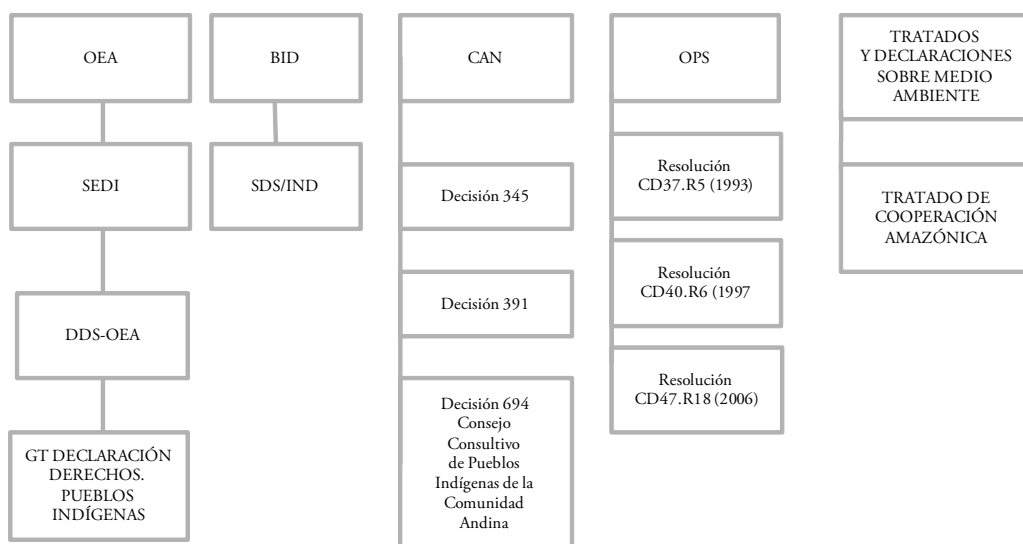 OEA
SEDI
DDS-OEA
GT DECLARACIÓN
DERECHOS.
PUEBLOS
INDÍGENAS
BID
SDS/IND
CAN
Decisión 345
Decisión 391
Decisión 694
Consejo
Consultivo
de Pueblos
Indígenas de la
Comunidad
Andina
OPS
Resolución
CD37.R5 (1993)
Resolución
CD40.R6 (1997
Resolución
CD47.R18 (2006)
TRATADOS
Y DECLARACIONES
SOBRE MEDIO
AMBIENTE
TRATADO DE
COOPERACIÓN
AMAZÓNICA